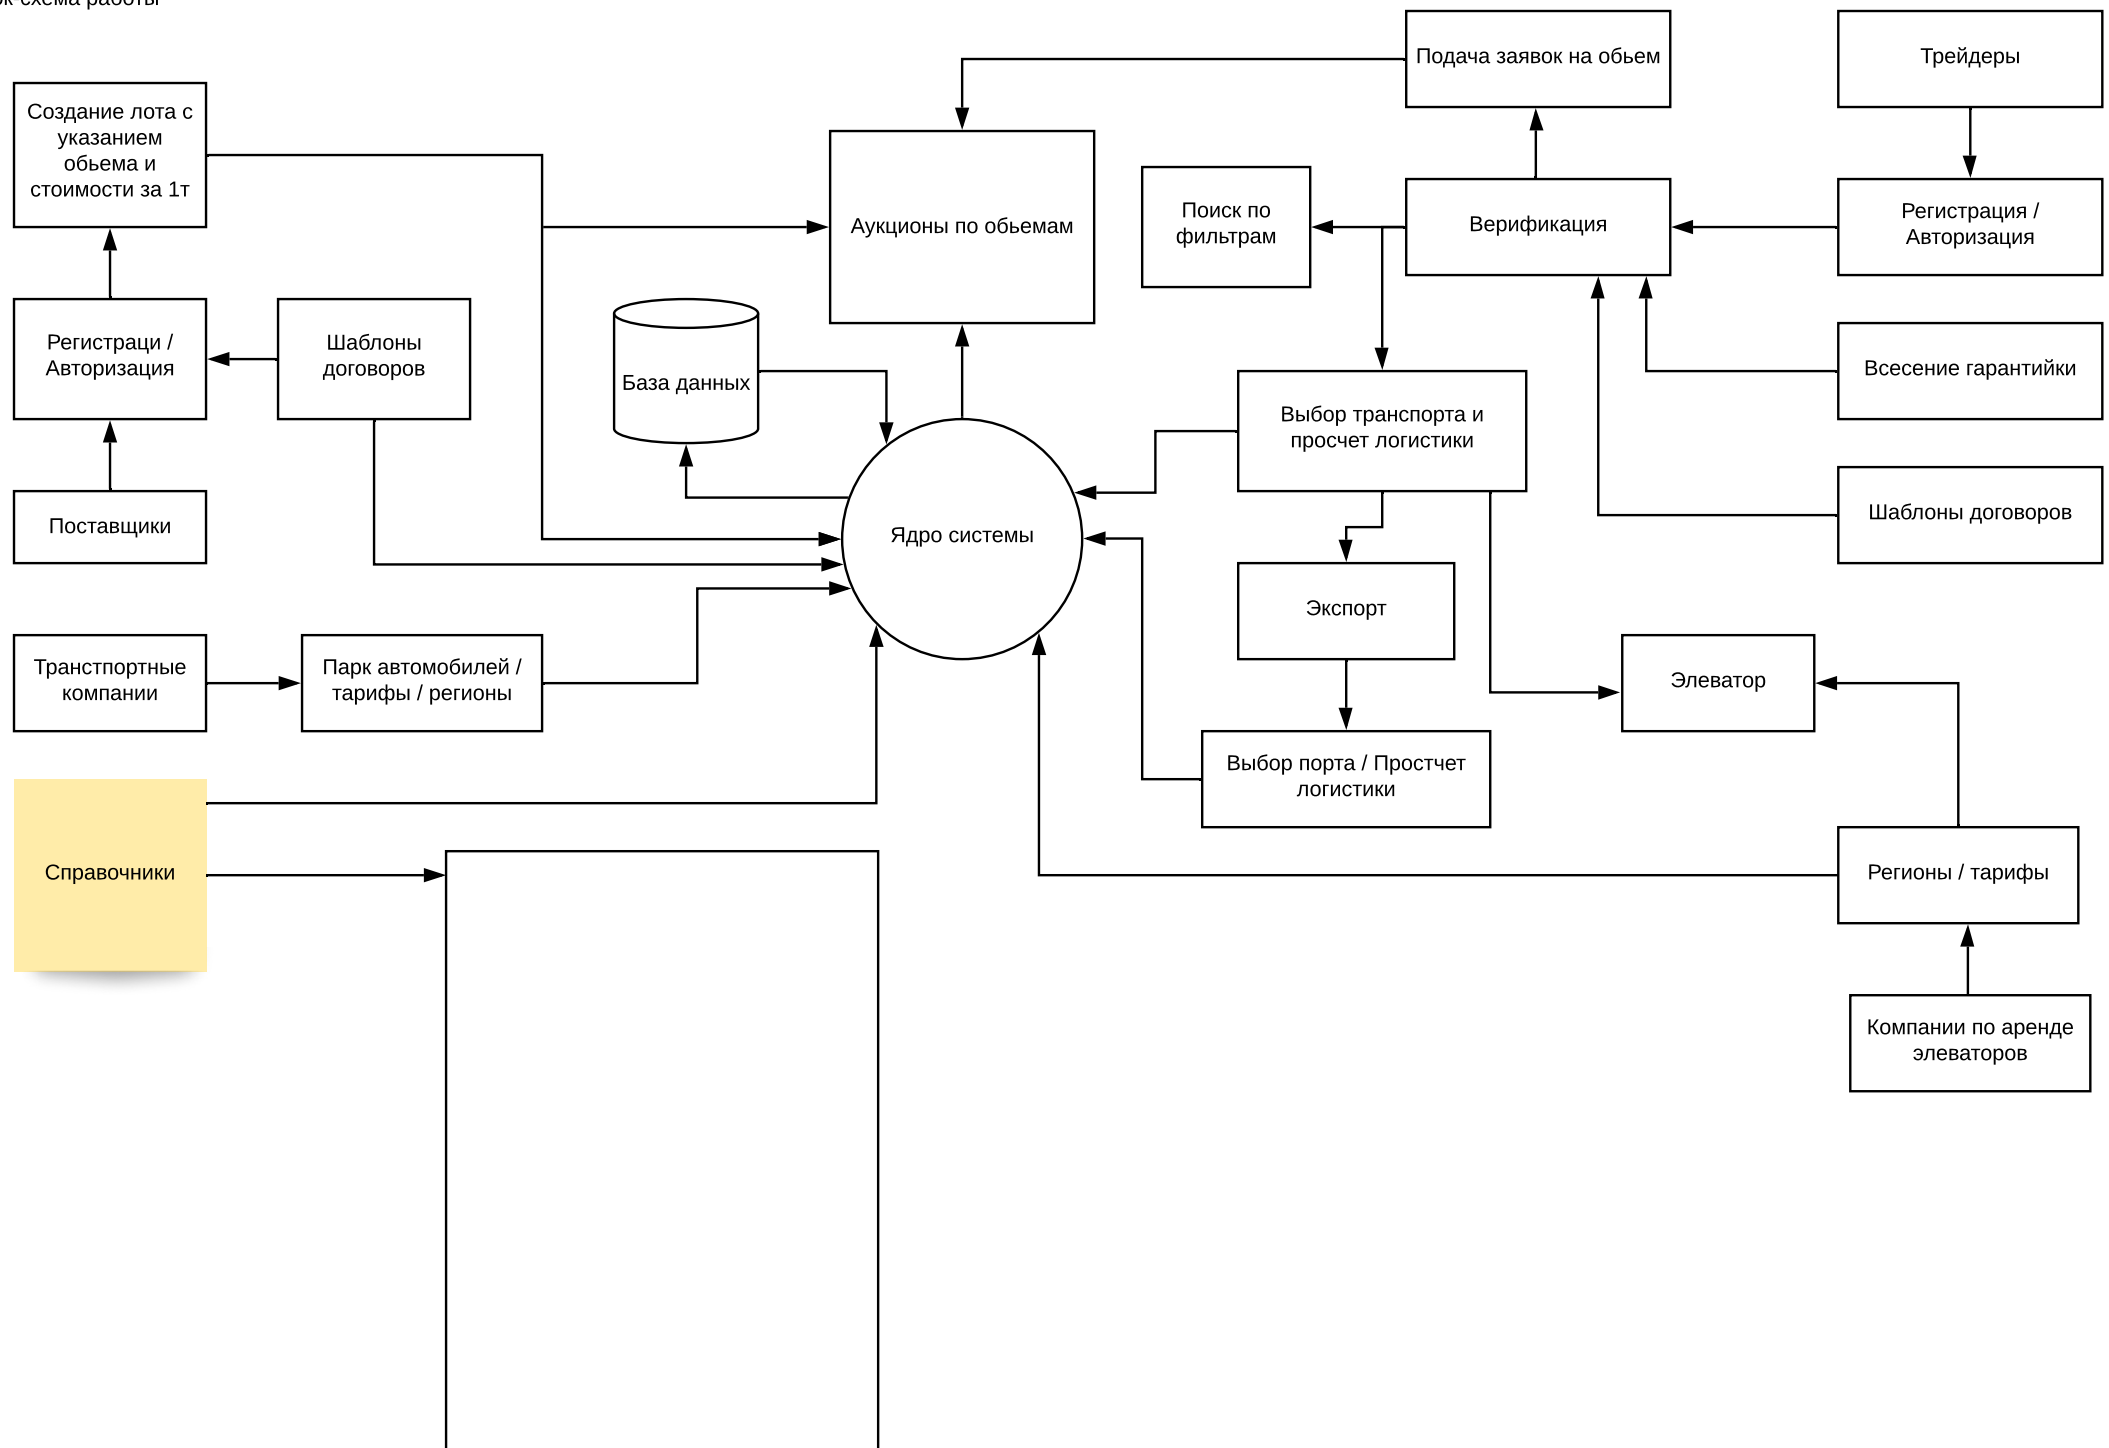 схема работы
Подача заявок на обьем
Трейдеры
Создание лота с
указанием
обьема и
стоимости за 1т
Аукционы по обьемам
Поиск по
фильтрам
Верификация
Регистрация /
Авторизация
Регистраци /
Авторизация
Шаблоны
договоров
База данных
Выбор транспорта и
просчет логистики
Всесение гарантийки
Поставщики
Ядро системы
Шаблоны договоров
Экспорт
Транстпортные
компании
Парк автомобилей /
тарифы / регионы
Элеватор
Выбор порта / Простчет
логистики
Справочники
Регионы / тарифы
Компании по аренде
элеваторов